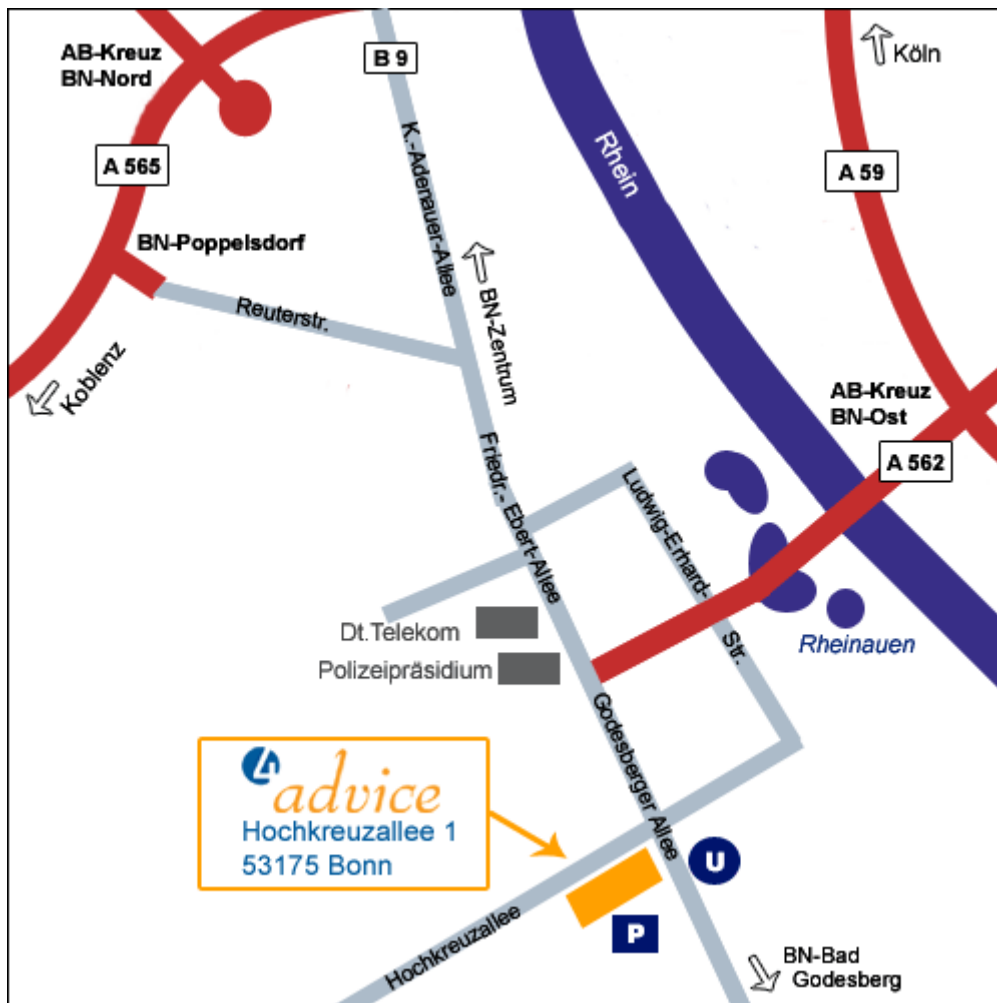 AB-Kreuz
BN-Nord
B 9
Köln
K.-Adenauer-Allee
Rhein
A 565
A 59
BN-Poppelsdorf
Reuterstr.
BN-Zentrum
Koblenz
AB-Kreuz
BN-Ost
A 562
Friedr.- Ebert-Allee
Ludwig-Erhard-
Str.
Dt.Telekom
Polizeipräsidium
Rheinauen
Godesberger Allee
4
advice
Hochkreuzallee 1
53175 Bonn
U
P
Hochkreuzallee
BN-Bad
Godesberg